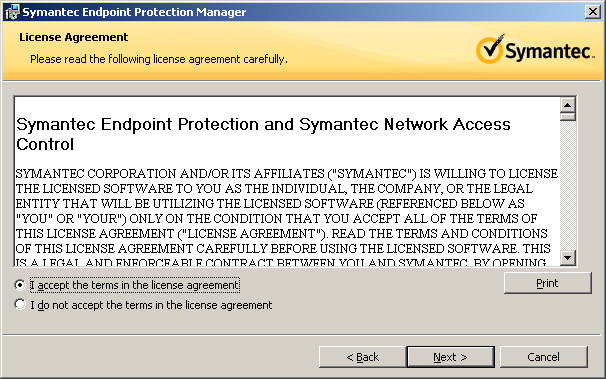 Symantec Endpoint Protection Manager
License Agreement
Please read the following license agreement carefully.
Symantec.
Symantec Endpoint Protection and Symantec Network Access
Control
SYMANTEC CORPORATION AND/OR ITS AFFILIATES ("SYMANTEC") IS WILLING TO LICENSE
THE LICENSED SOFTWARE TO YOU AS THE INDIVIDUAL, THE COMPANY, OR THE LEGAL
ENTITY THAT WILL BE UTILIZING THE LICENSED SOFTWARE (REFERENCED BELOW AS
"YOU" OR "YOUR") ONLY ON THE CONDITION THAT YOU ACCEPT ALL OF THE TERMS OF
THIS LICENSE AGREEMENT ("LICENSE AGREEMENT"). READ THE TERMS AND CONDITIONS
OF THIS LICENSE AGREEMENT CAREFULLY BEFORE USING THE LICENSED SOFTWARE. THIS
IS A LEGAL AND ENFORCEABLE CONTRACT BETWEEN YOU AND SYMANTEC. BY OPENING
I accept the terms in the license agreement
Print
I do not accept the terms in the license agreement
< Back
Next >
Cancel